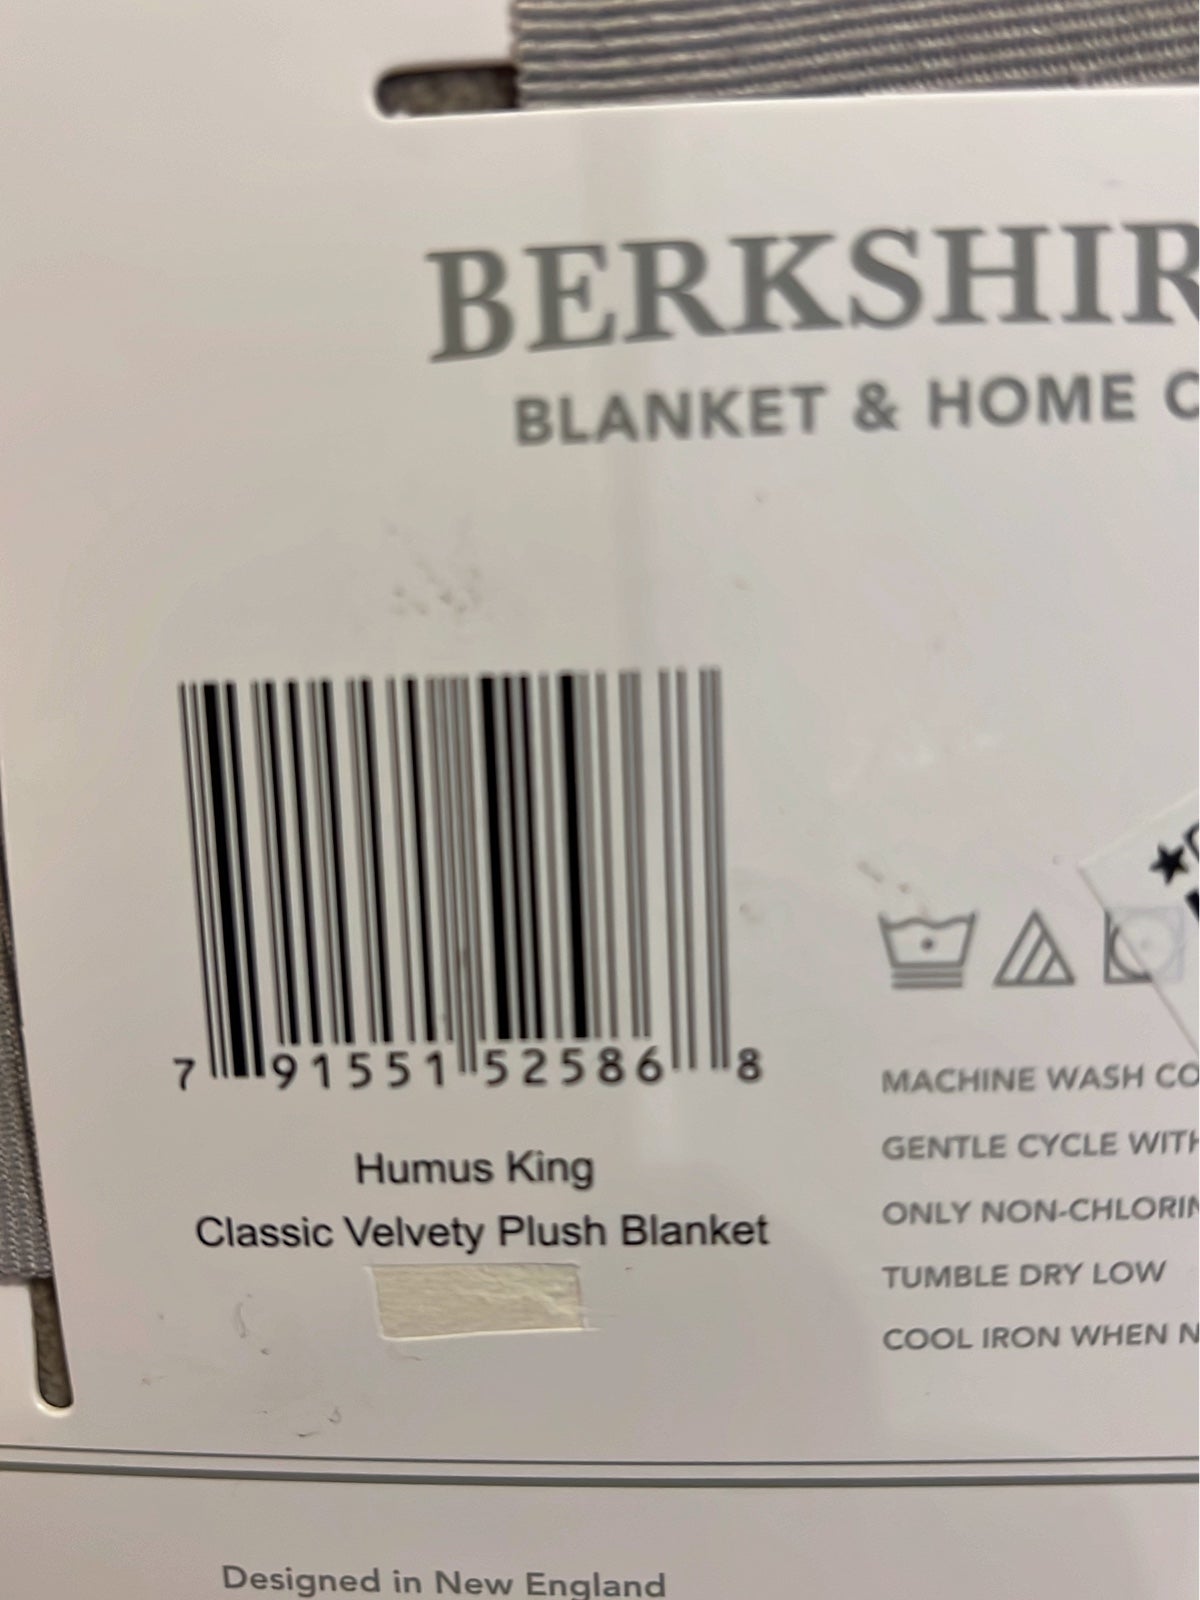 BERKSHIR
BLANKET & HOME C
7 91551 52586 8
Humus King
Classic Velvety Plush Blanket
MACHINE WASH CO
GENTLE CYCLE WITH
ONLY NON-CHLORIN
TUMBLE DRY LOW
COOL IRON WHEN N
Designed in New England